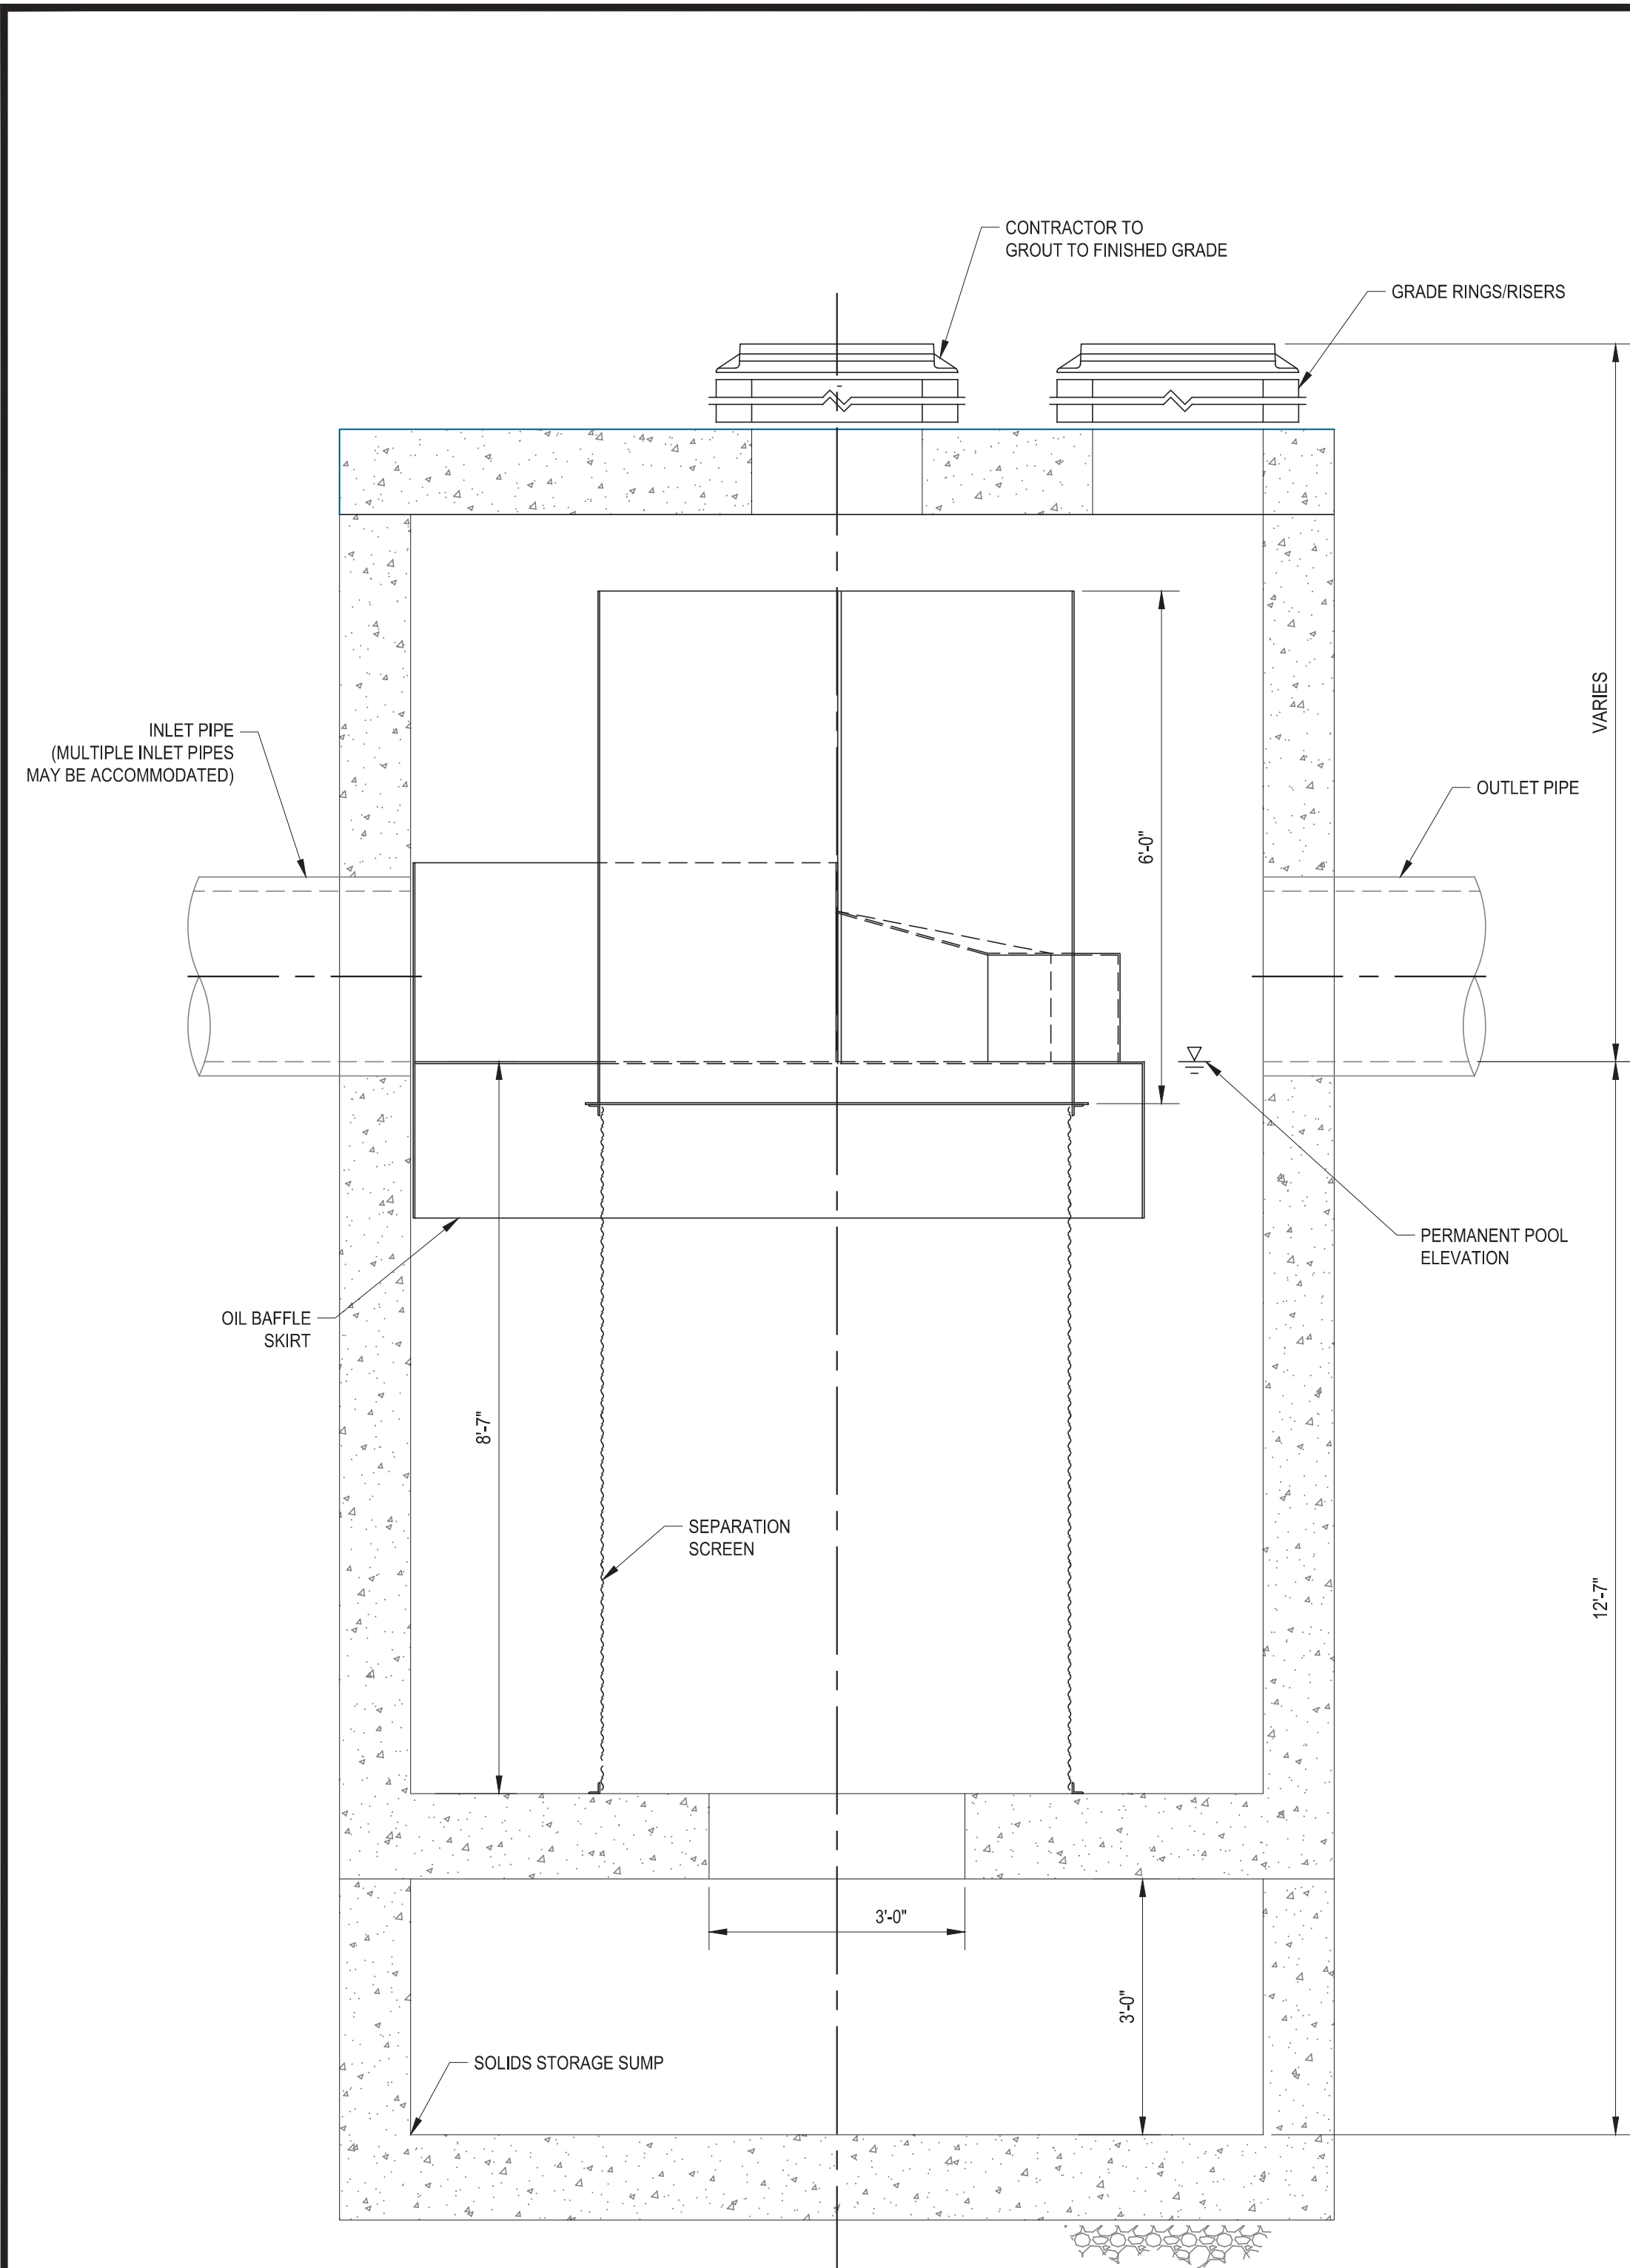 CONTRACTOR TO
GROUT TO FINISHED GRADE
GRADE RINGS/RISERS
INLET PIPE
(MULTIPLE INLET PIPES
MAY BE ACCOMMODATED)
VARIES
OUTLET PIPE
6'-0"
PERMANENT POOL
ELEVATION
OIL BAFFLE
SKIRT
8'-7"
SEPARATION
SCREEN
12'-7"
3'-0"
3'-0"
SOLIDS STORAGE SUMP